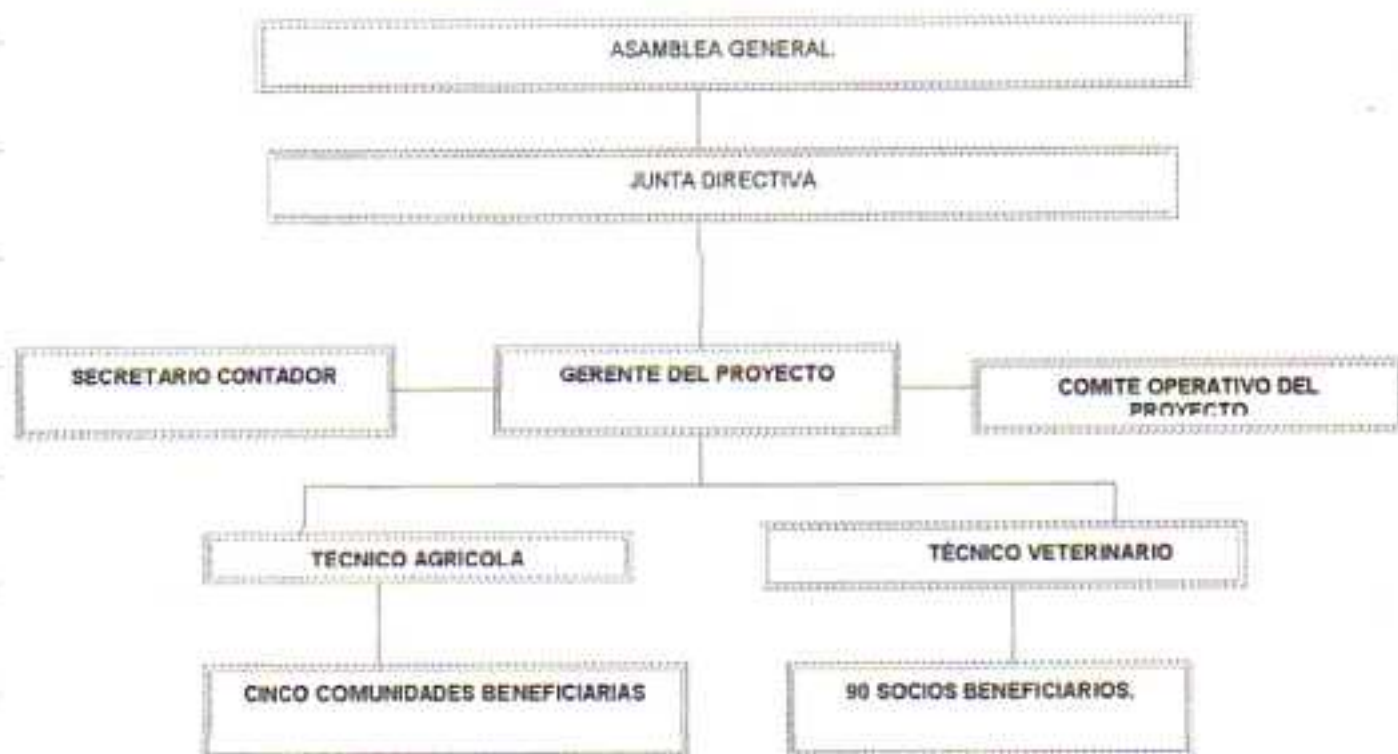 ASAMBLEA GENERAL.
JUNTA DIRECTIVA
SECRETARIO CONTADOR
GERENTE DEL PROYECTO
COMITE OPERATIVO DEL
PROYECTO
TECNICO AGRICOLA
TÉCNICO VETERINARIO
CINCO COMUNIDADES BENEFICIARIAS
90 SOCIOS BENEFICIARIOS.